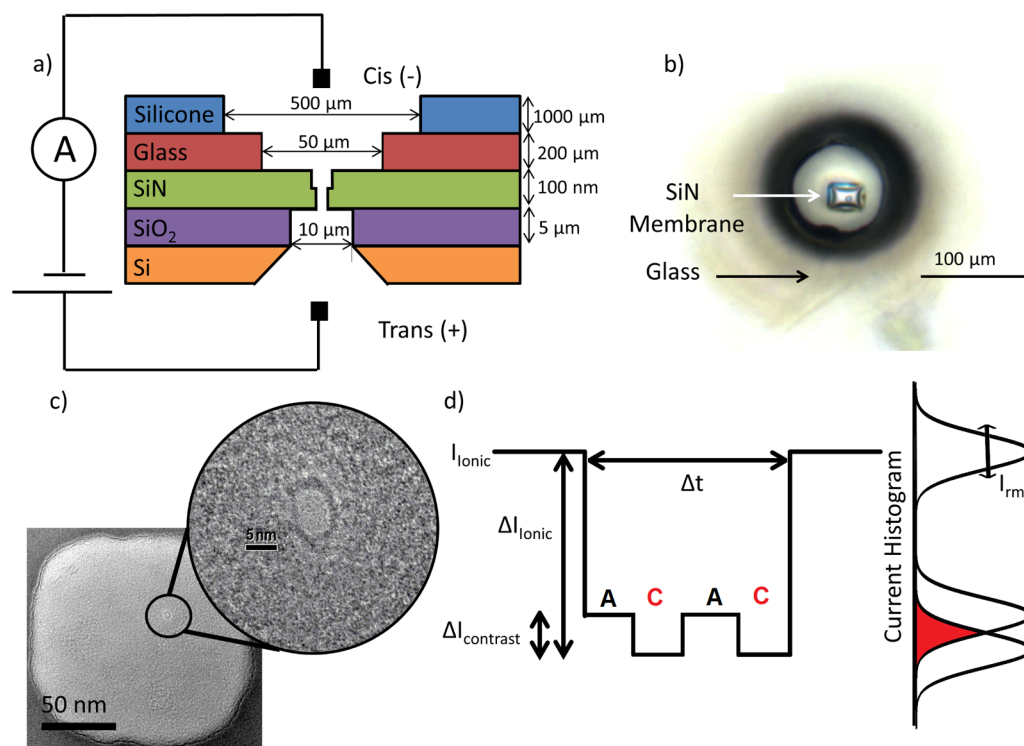 a)
Cis (-)
A
Silicone
500 µm
1000 µm
Glass
50 µm
200 µm
SiN
100 nm
SiO2
10 µm
5 µm
Si
Trans (+)
b)
SiN
Membrane
Glass
100 µm
c)
5 nm
50 nm
d)
IIonic
Δt
ΔIIonic
A C A C
ΔIcontrast
Current Histogram
Irm